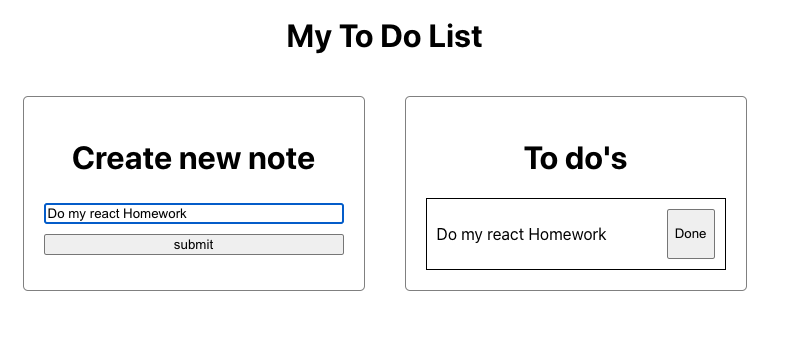 My To Do List
Create new note
Do my react Homework
submit
To do's
Do my react Homework
Done